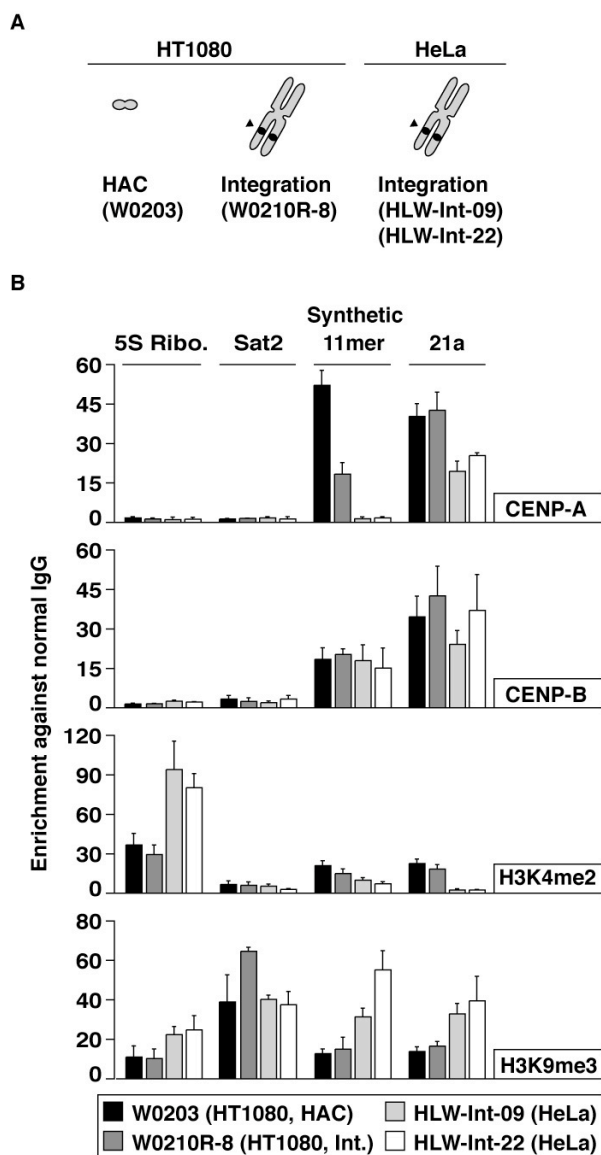 A
HT1080 HeLa
HAC Integration Integration
(W0203) (W0210R-8) (HLW-Int-09)
(HLW-Int-22)
B
Synthetic
5S Ribo. Sat2 11mer 21a
Enrichment against normal IgG
60
45
30
15
0
CENP-A
60
45
30
15
0
CENP-B
120
90
60
30
0
H3K4me2
80
60
40
20
0
H3K9me3
W0203 (HT1080, HAC) HLW-Int-09 (HeLa)
W0210R-8 (HT1080, Int.) HLW-Int-22 (HeLa)